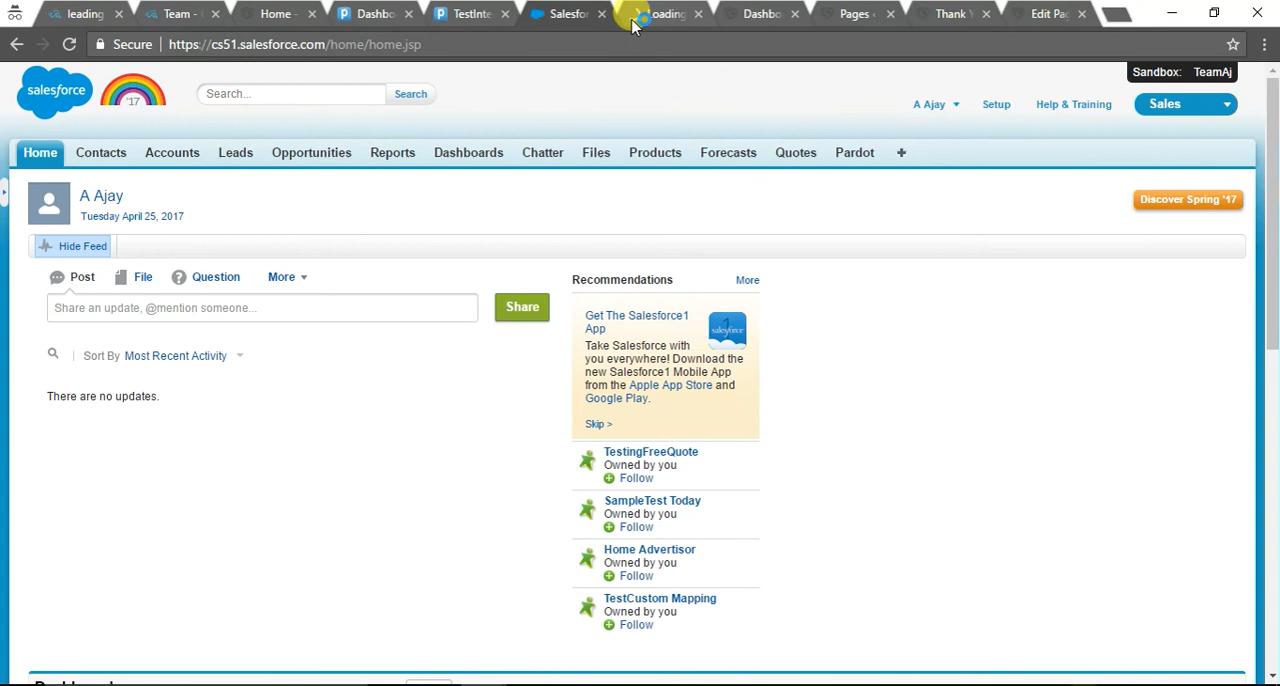 leading
Team -
Home -
Dashbo
TestInte
Salesfor
Loading
Dashbo
Pages
Thank
Edit Pag
Secure https://cs51.salesforce.com/home/home.jsp
salesforce
'17
Search...
Search
Sandbox: TeamAj
A Ajay
Setup
Help & Training
Sales
Home
Contacts
Accounts
Leads
Opportunities
Reports
Dashboards
Chatter
Files
Products
Forecasts
Quotes
Pardot
+
A Ajay
Tuesday April 25, 2017
Discover Spring '17
Hide Feed
Post
File
Question
More
Share an update, @mention someone...
Share
Sort By Most Recent Activity
There are no updates.
Recommendations
More
Get The Salesforce1
App
salesforce
Take Salesforce with
you everywhere! Download the
new Salesforce1 Mobile App
from the Apple App Store and
Google Play.
Skip >
TestingFreeQuote
Owned by you
Follow
SampleTest Today
Owned by you
Follow
Home Advertisor
Owned by you
Follow
TestCustom Mapping
Owned by you
Follow